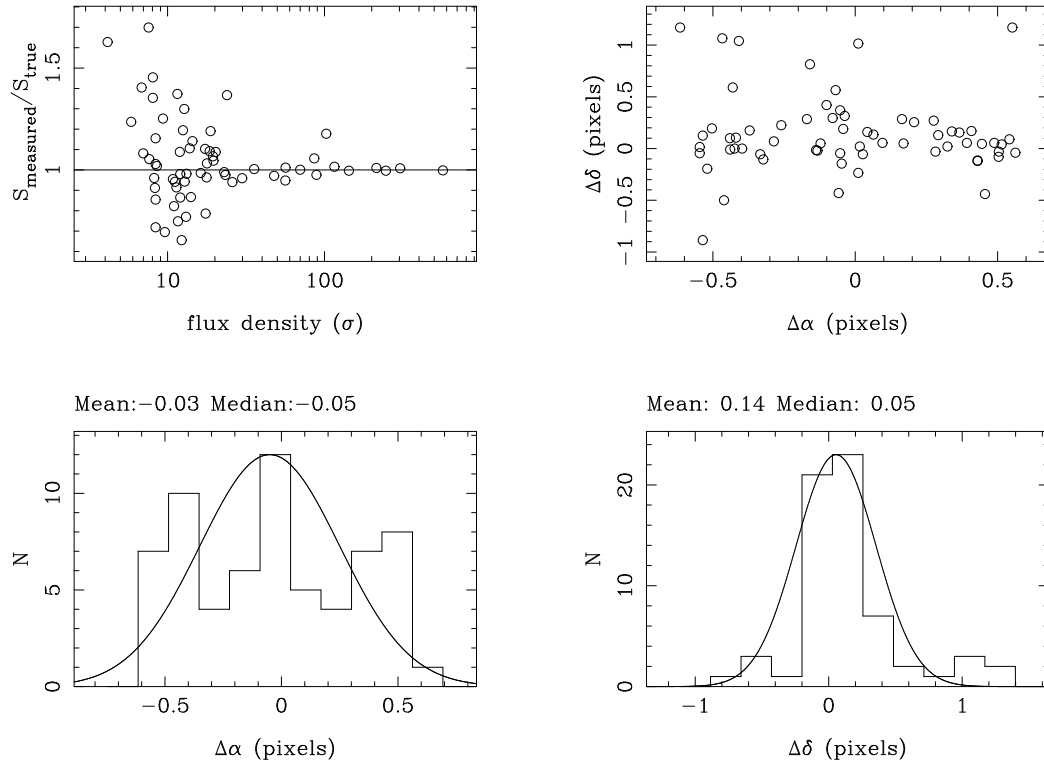 S_measured/S_true
1.5
1
10
100
flux density (σ)
Δδ (pixels)
1
0.5
0
−0.5
−1
−0.5
0
0.5
Δα (pixels)
Mean:−0.03 Median:−0.05
N
10
5
0
−0.5
0
0.5
Δα (pixels)
Mean: 0.14 Median: 0.05
N
20
10
0
−1
0
1
Δδ (pixels)